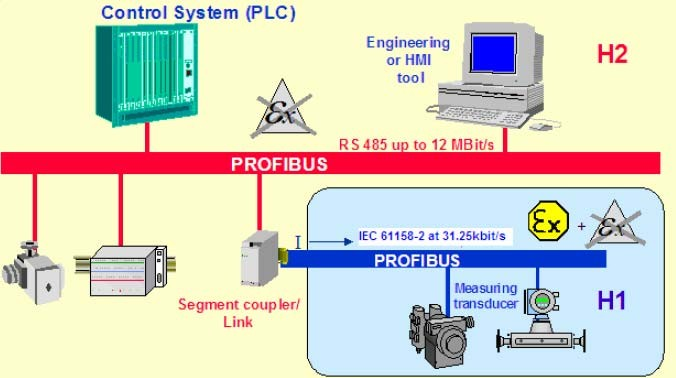 Control System (PLC)
Engineering
or HMI
tool
H2
Ex
RS 485 up to 12 MBit/s
PROFIBUS
I
IEC 61158-2 at 31.25kbit/s
Ex + Ex
PROFIBUS
Segment coupler/
Link
Measuring
transducer
H1